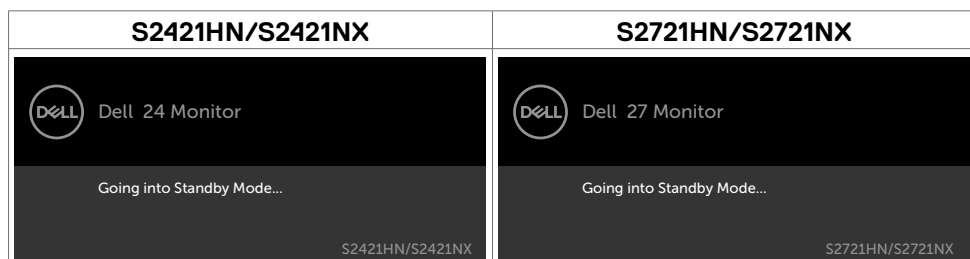 S2421HN/S2421NX
S2721HN/S2721NX
DELL Dell 24 Monitor
Going into Standby Mode...
S2421HN/S2421NX
DELL Dell 27 Monitor
Going into Standby Mode...
S2721HN/S2721NX